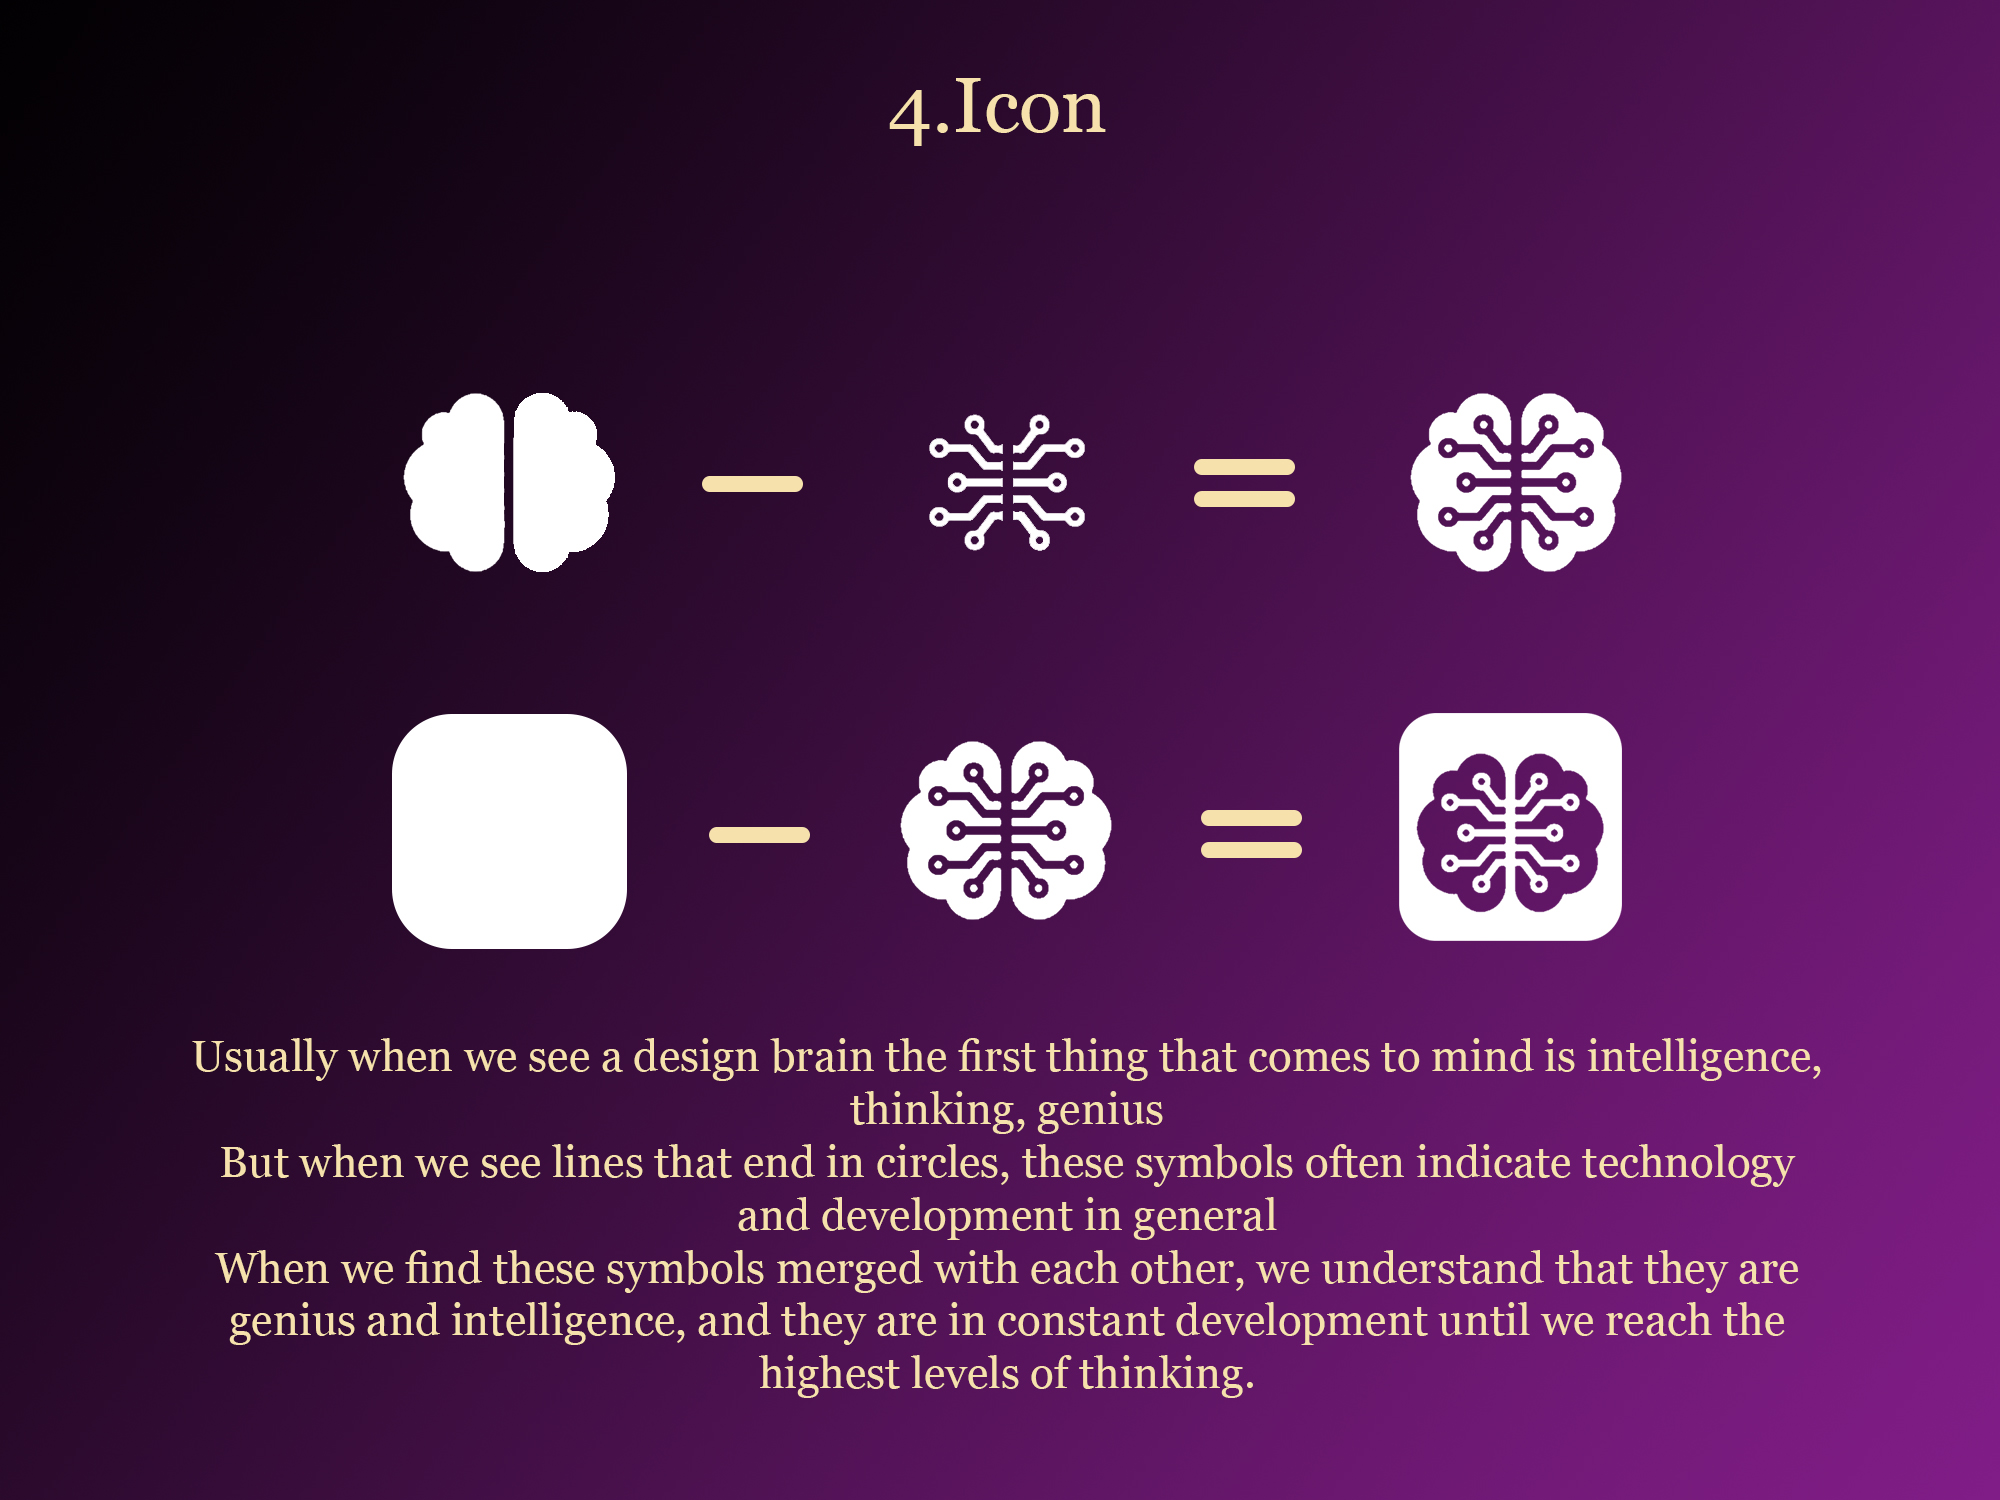 4.Icon
Usually when we see a design brain the first thing that comes to mind is intelligence,
thinking, genius
But when we see lines that end in circles, these symbols often indicate technology
and development in general
When we find these symbols merged with each other, we understand that they are
genius and intelligence, and they are in constant development until we reach the
highest levels of thinking.